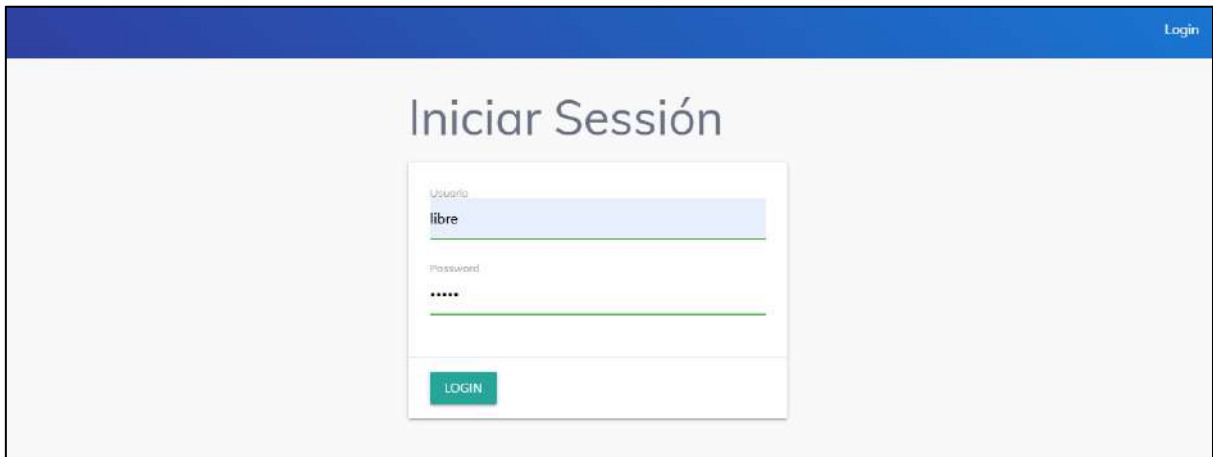 Login
Iniciar Sessión
Usuario
libre
Password
•••••
LOGIN